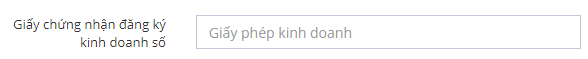 Giấy chứng nhận đăng ký
kinh doanh số
Giấy phép kinh doanh